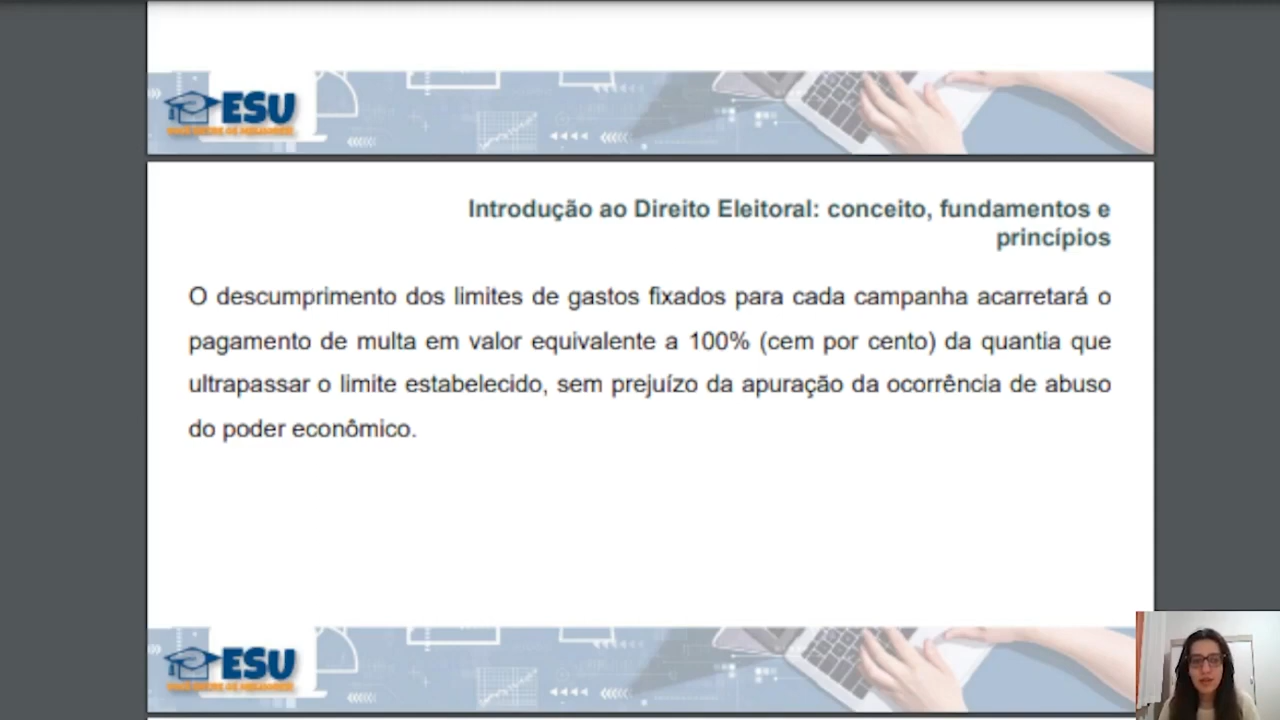 ESU
Introdução ao Direito Eleitoral: conceito, fundamentos e
princípios
O descumprimento dos limites de gastos fixados para cada campanha acarretará o
pagamento de multa em valor equivalente a 100% (cem por cento) da quantia que
ultrapassar o limite estabelecido, sem prejuízo da apuração da ocorrência de abuso
do poder econômico.
ESU